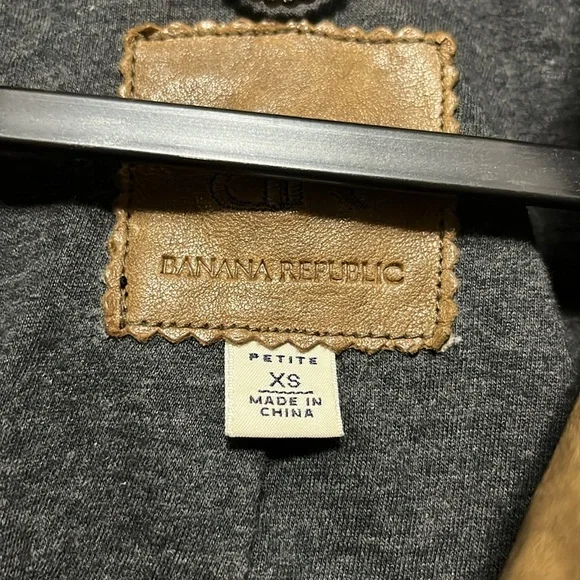 BANANA REPUBLIC
PETITE
XS
MADE IN
CHINA